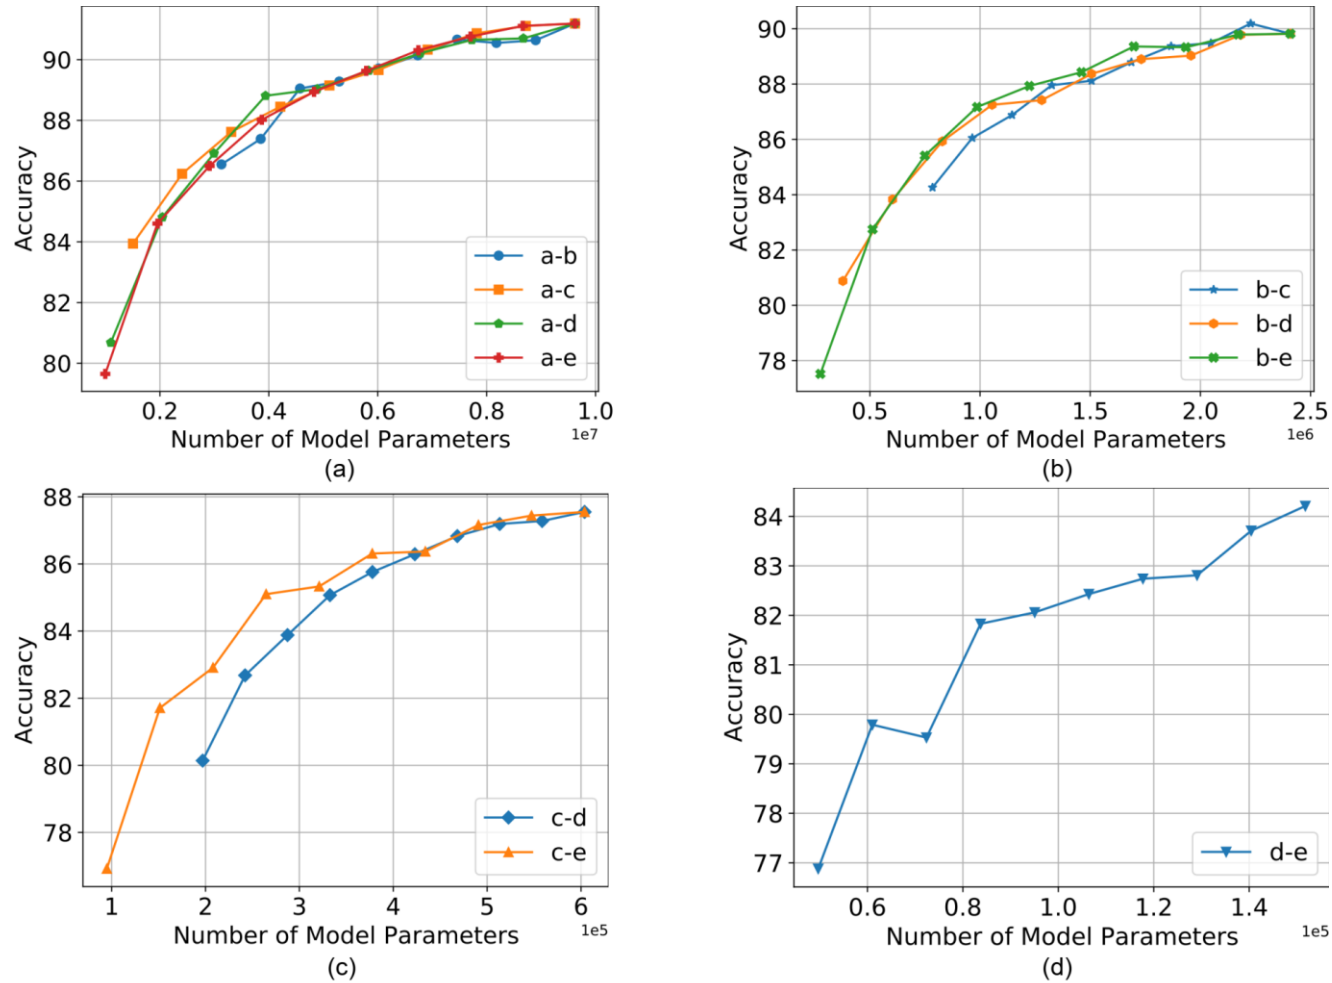 90
88
86
84
82
80
Accuracy
a-b
a-c
a-d
a-e
0.2 0.4 0.6 0.8 1.0
Number of Model Parameters 1e7
(a)
90
88
86
84
82
80
78
Accuracy
b-c
b-d
b-e
0.5 1.0 1.5 2.0 2.5
Number of Model Parameters 1e6
(b)
88
86
84
82
80
78
Accuracy
c-d
c-e
1 2 3 4 5 6
Number of Model Parameters 1e5
(c)
84
83
82
81
80
79
78
77
Accuracy
d-e
0.6 0.8 1.0 1.2 1.4
Number of Model Parameters 1e5
(d)